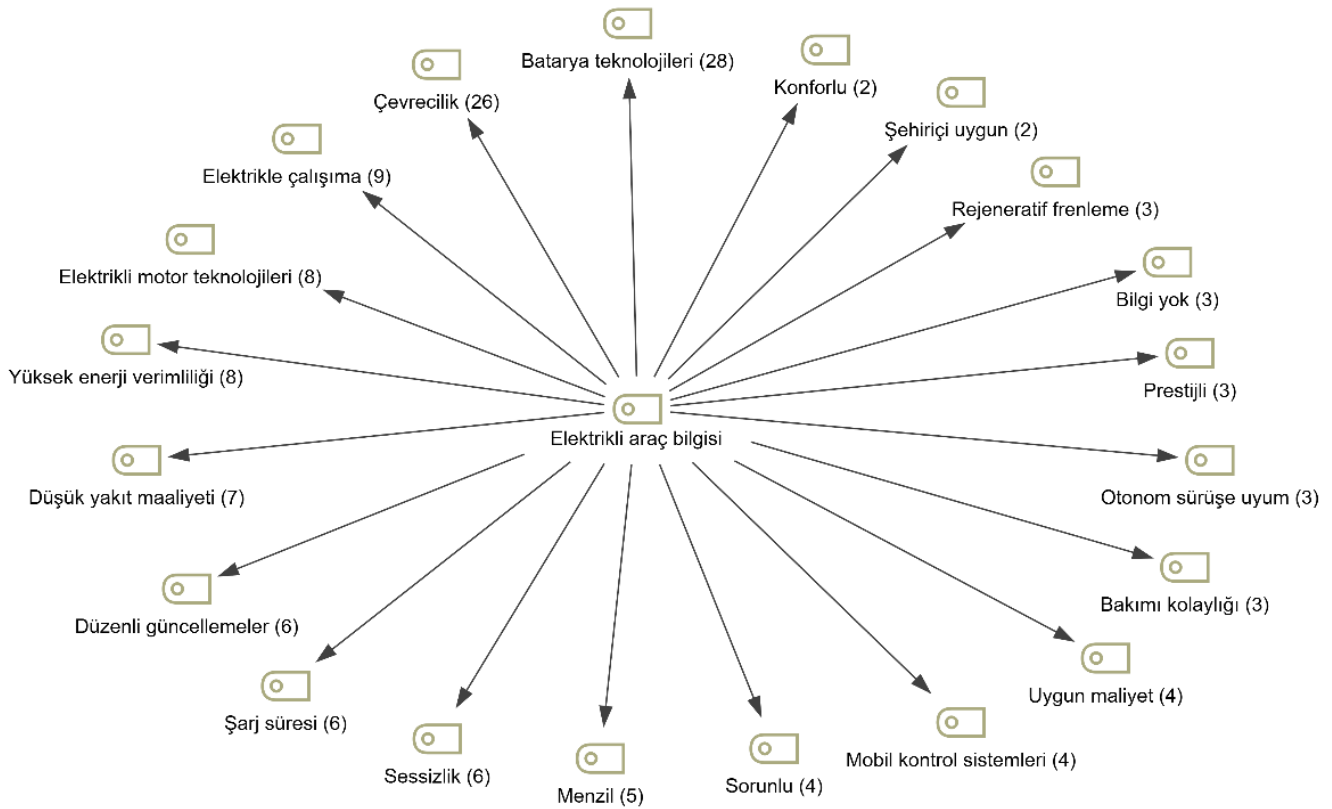 Batarya teknolojileri (28)
Konforlu (2)
Çevrecilik (26)
Şehiriçi uygun (2)
Elektrikle çalışıma (9)
Rejeneratif frenleme (3)
Elektrikli motor teknolojileri (8)
Bilgi yok (3)
Yüksek enerji verimliliği (8)
Prestijli (3)
Elektrikli araç bilgisi
Düşük yakıt maaliyeti (7)
Otonom sürüşe uyum (3)
Düzenli güncellemeler (6)
Bakımı kolaylığı (3)
Şarj süresi (6)
Uygun maliyet (4)
Sessizlik (6)
Menzil (5)
Sorunlu (4)
Mobil kontrol sistemleri (4)